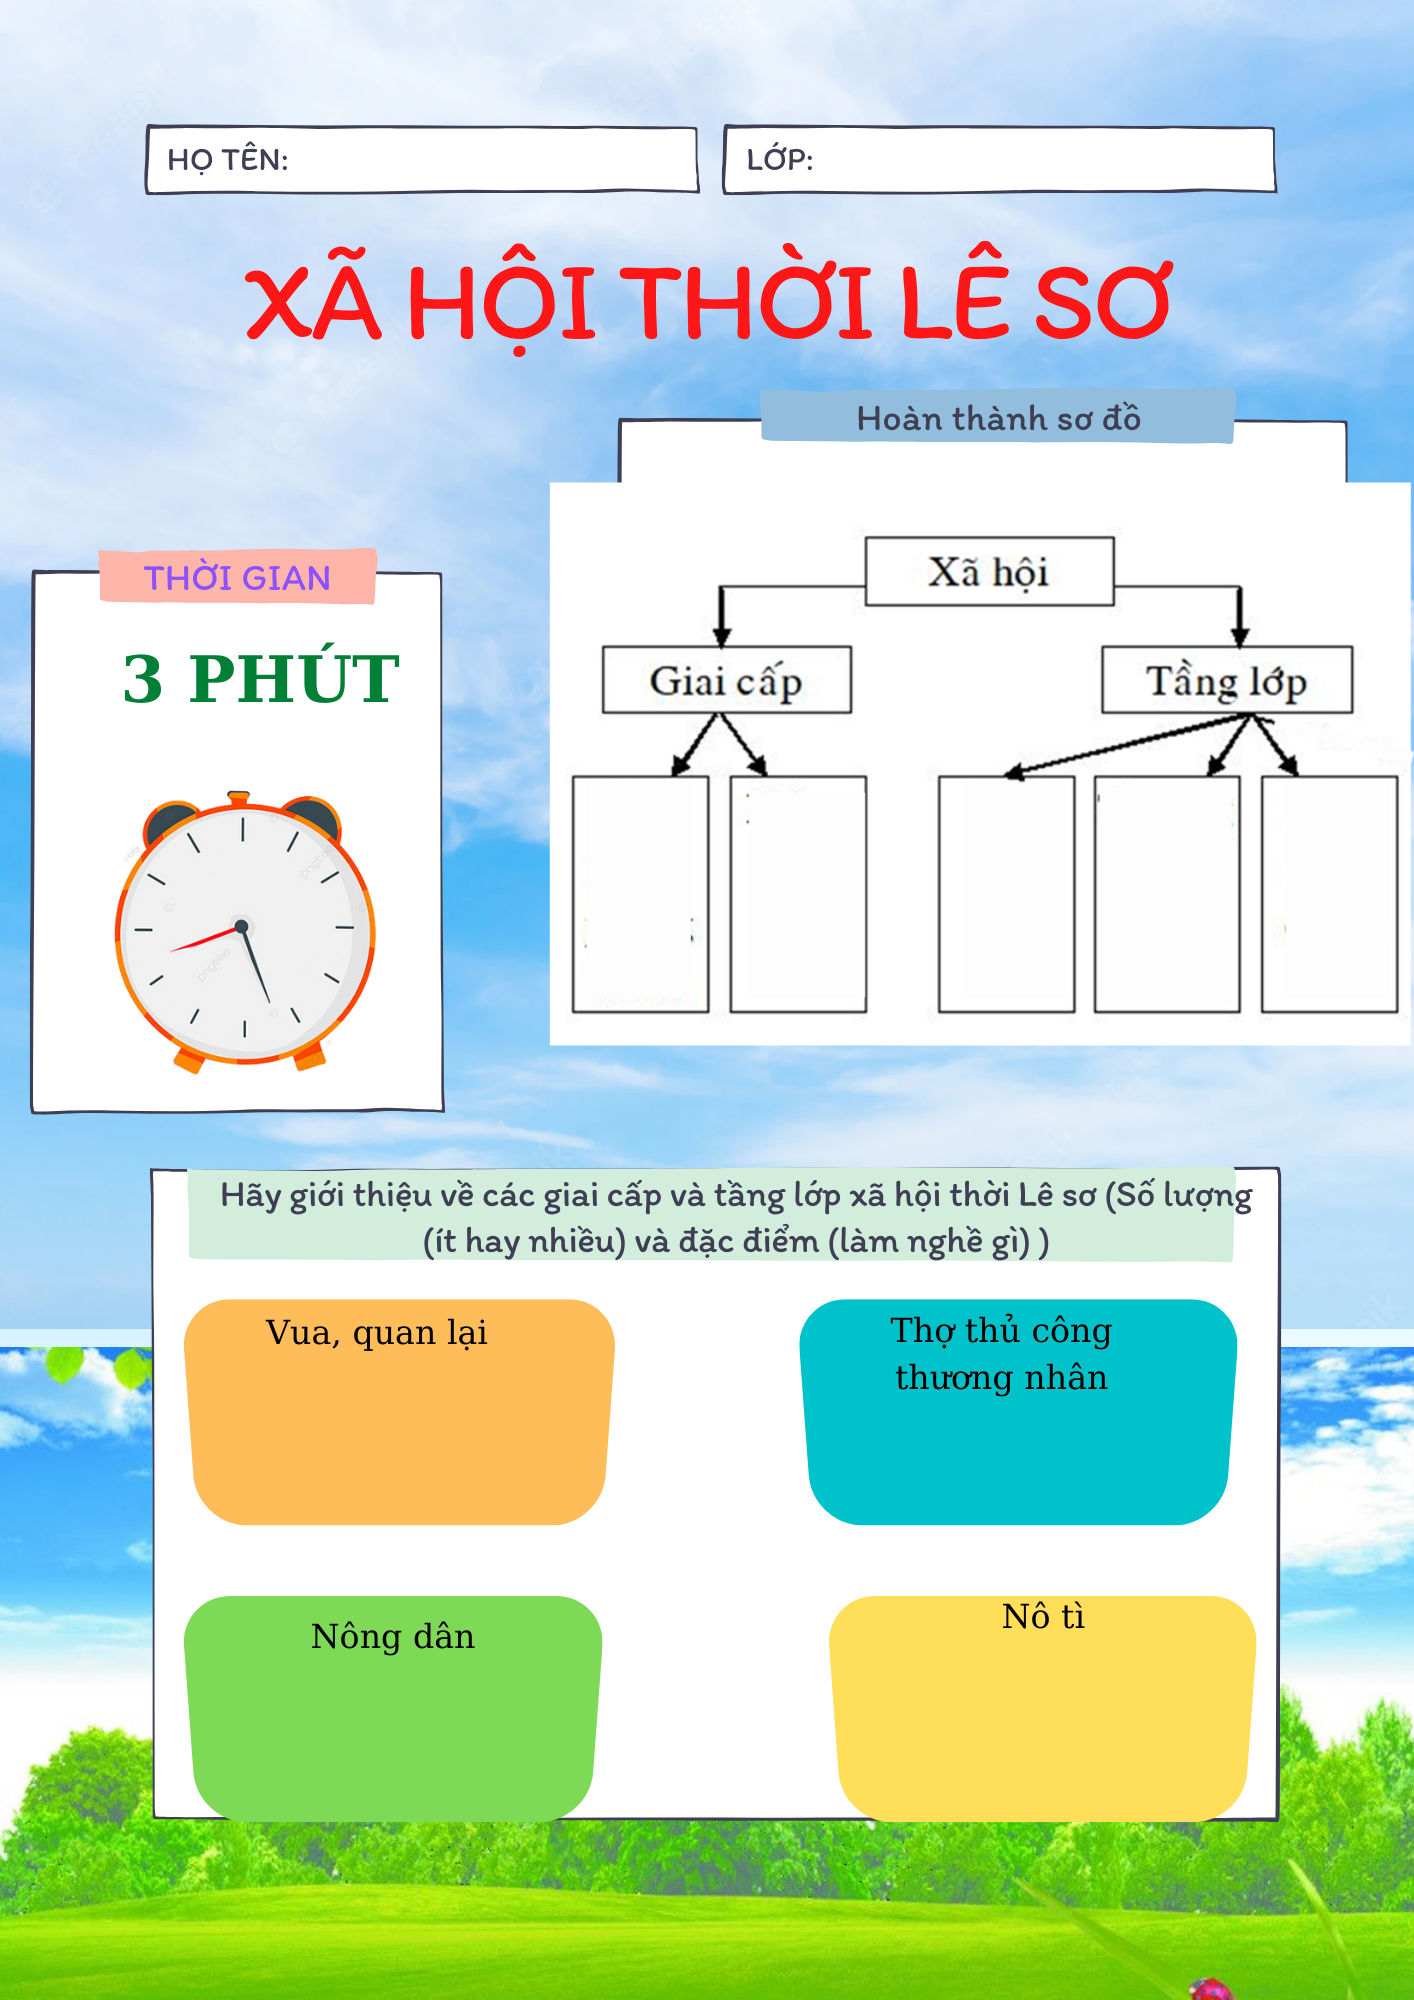 HỌ TÊN:
LỚP:
XÃ HỘI THỜI LÊ SƠ
Hoàn thành sơ đồ
Xã hội
Giai cấp
Tầng lớp
THỜI GIAN
3 PHÚT
Hãy giới thiệu về các giai cấp và tầng lớp xã hội thời Lê sơ (Số lượng
(ít hay nhiều) và đặc điểm (làm nghề gì) )
Vua, quan lại
Thợ thủ công
thương nhân
Nông dân
Nô tì